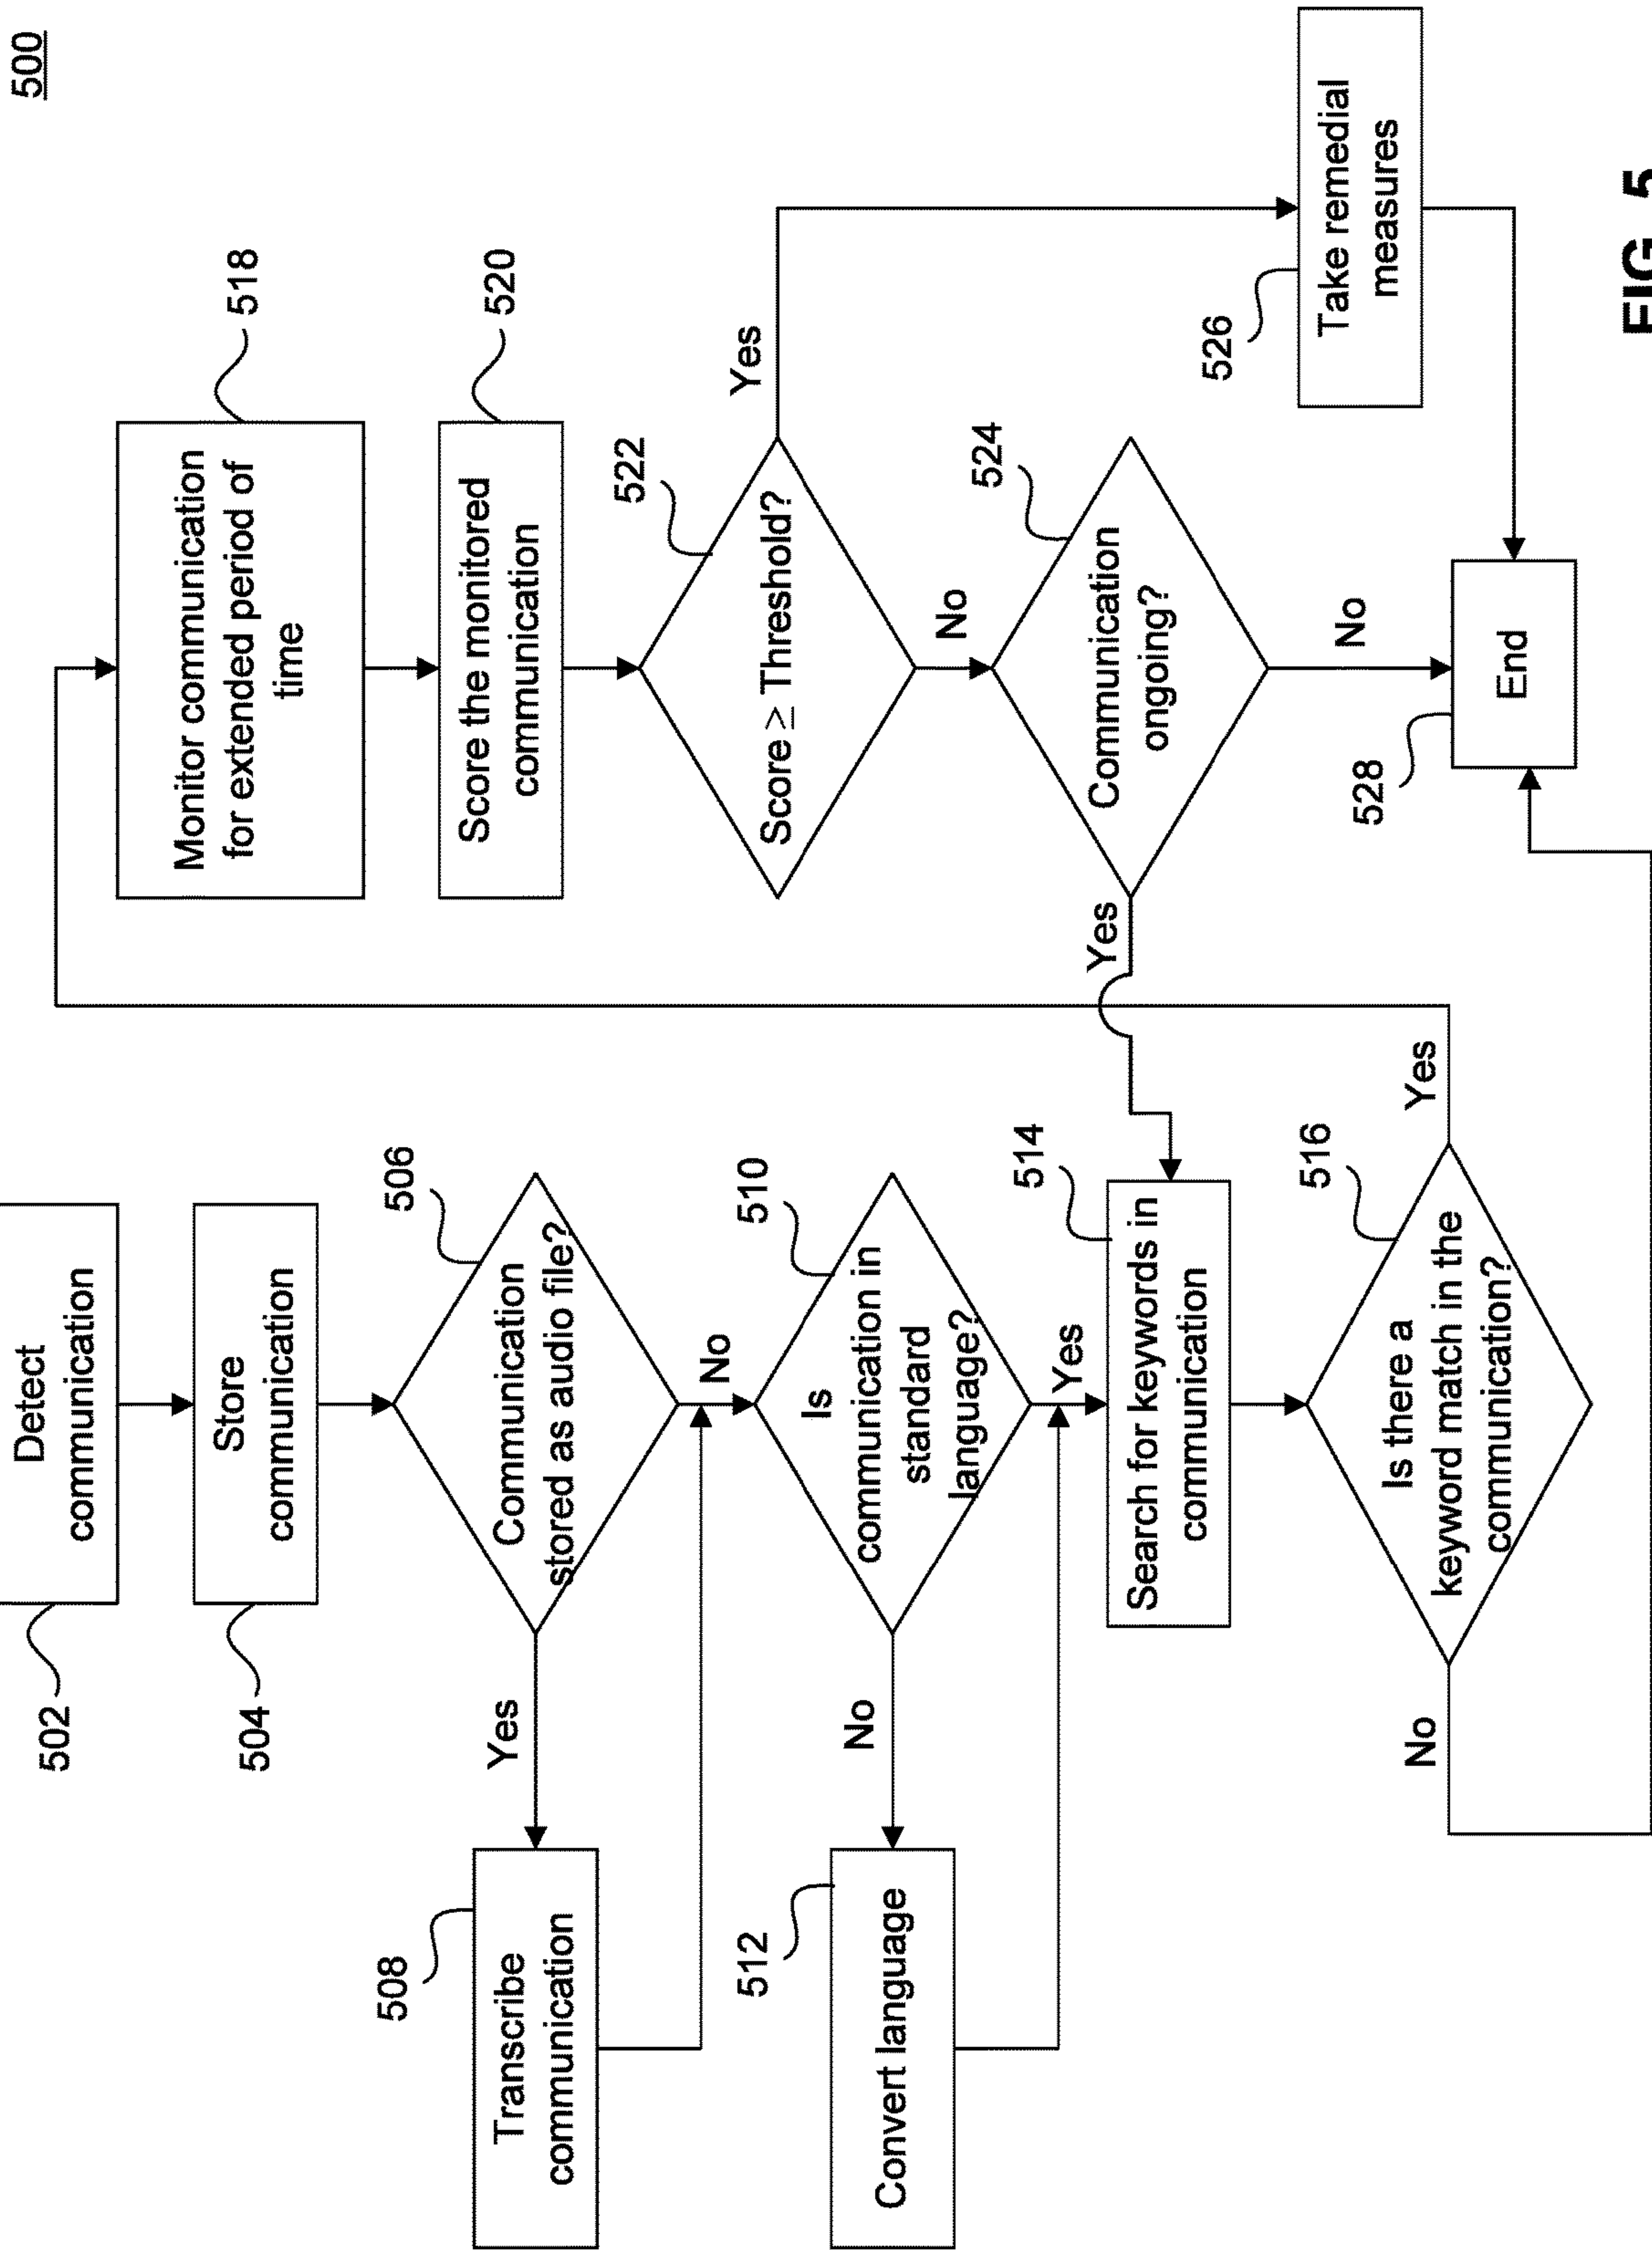 500
502
Detect
communication
504
Store
communication
506
Communication
stored as audio file?
Yes
No
508
Transcribe
communication
510
Is
communication in
standard
language?
No
Yes
512
Convert language
514
Search for keywords in
communication
516
Is there a
keyword match in the
communication?
No
Yes
518
Monitor communication
for extended period of
time
520
Score the monitored
communication
522
Score ≥ Threshold?
Yes
No
524
Communication
ongoing?
Yes
No
526
Take remedial
measures
528
End
FIG. 5